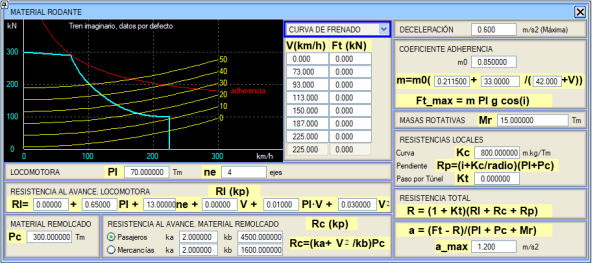 MATERIAL RODANTE
kN
Tren imaginario, datos por defecto
300
200
100
0
0
100
200
300
km/h
50
40
30
20
10
0
adherencia
CURVA DE FRENADO
V(km/h) Ft (kN)
0.000 0.000
73.000 0.000
93.000 0.000
113.000 0.000
150.000 0.000
187.000 0.000
225.000 0.000
225.000 0.000
DECELERACIÓN 0.600 m/s2 (Máxima)
COEFICIENTE ADHERENCIA
m0 0.850000
m=m0( 0.211500 + 33.0000 /( 42.000 +V))
Ft_max = m Pl g cos(i)
MASAS ROTATIVAS Mr 15.000000 Tm
RESISTENCIAS LOCALES
Curva Kc 800.000000 m.kg/Tm
Pendiente Rp=(i+Kc/radio)(Pl+Pc)
Paso por Túnel Kt 0.000000
LOCOMOTORA Pl 70.000000 Tm ne 4 ejes
RESISTENCIA AL AVANCE. LOCOMOTORA Rl (kp)
Rl= 0.00000 + 0.65000 Pl + 13.00000 ne + 0.00000 V + 0.01000 Pl·V + 0.030000 V²
RESISTENCIA TOTAL
R = (1 + Kt)(Rl + Rc + Rp)
MATERIAL REMOLCADO
Pc 300.000000 Tm
RESISTENCIA AL AVANCE. MATERIAL REMOLCADO Rc (kp)
Pasajeros ka 2.000000 kb 4500.000000
Mercancías ka 2.000000 kb 1600.000000
Rc=(ka+ V² /kb)Pc
a = (Ft - R)/(Pl + Pc + Mr)
a_max 1.200 m/s2